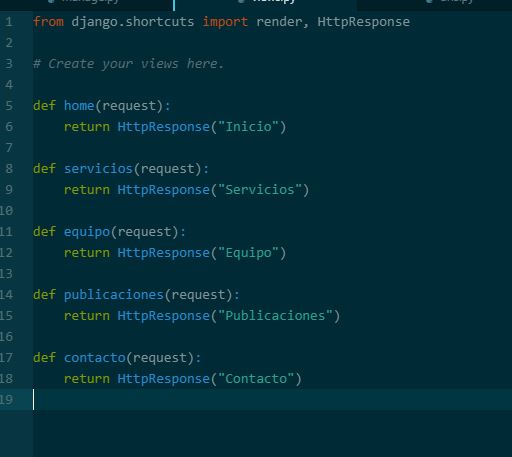 1 from django.shortcuts import render, HttpResponse
2
3 # Create your views here.
4
5 def home(request):
6     return HttpResponse("Inicio")
7
8 def servicios(request):
9     return HttpResponse("Servicios")
10
11 def equipo(request):
12     return HttpResponse("Equipo")
13
14 def publicaciones(request):
15     return HttpResponse("Publicaciones")
16
17 def contacto(request):
18     return HttpResponse("Contacto")
19